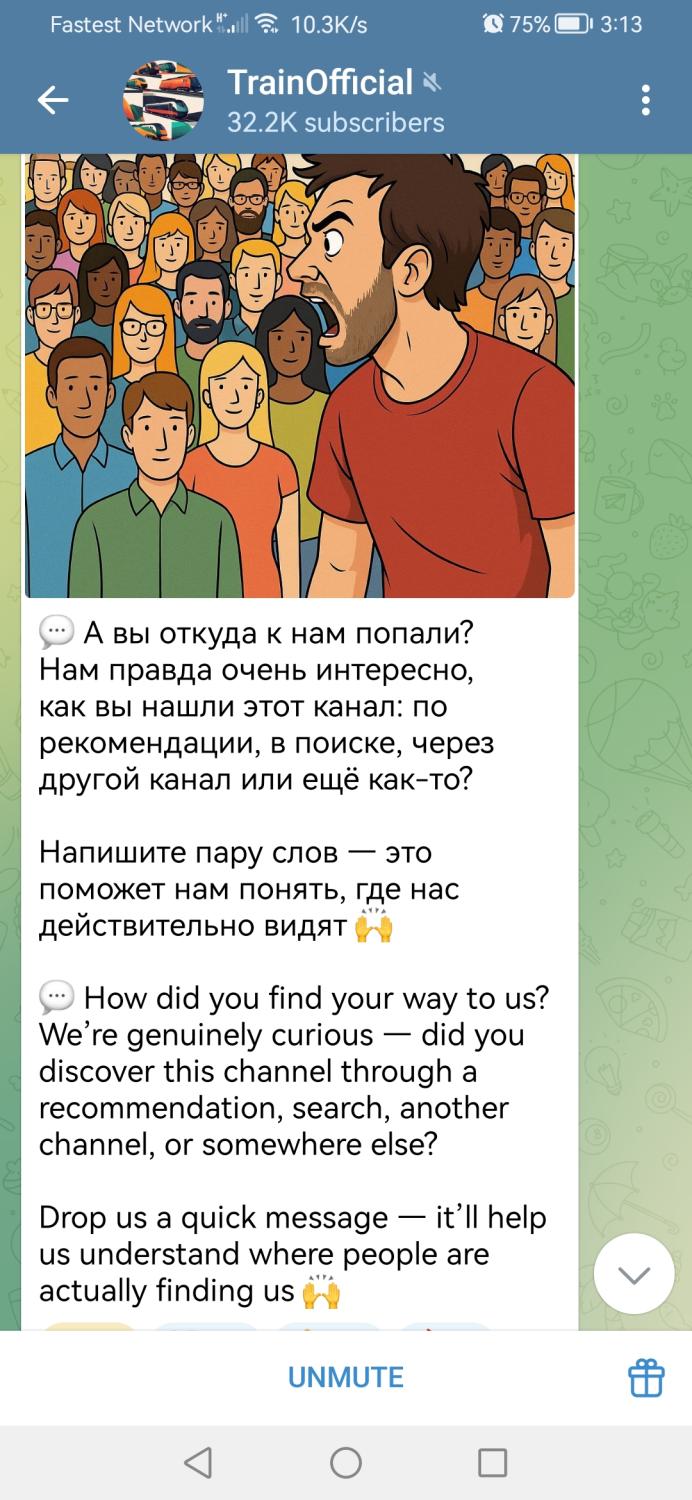 Fastest Network H+ 10.3K/s 75% 3:13
TrainOfficial
32.2K subscribers
💬 А вы откуда к нам попали?
Нам правда очень интересно,
как вы нашли этот канал: по
рекомендации, в поиске, через
другой канал или ещё как-то?
Напишите пару слов — это
поможет нам понять, где нас
действительно видят 🙌
💬 How did you find your way to us?
We’re genuinely curious — did you
discover this channel through a
recommendation, search, another
channel, or somewhere else?
Drop us a quick message — it’ll help
us understand where people are
actually finding us 🙌
UNMUTE